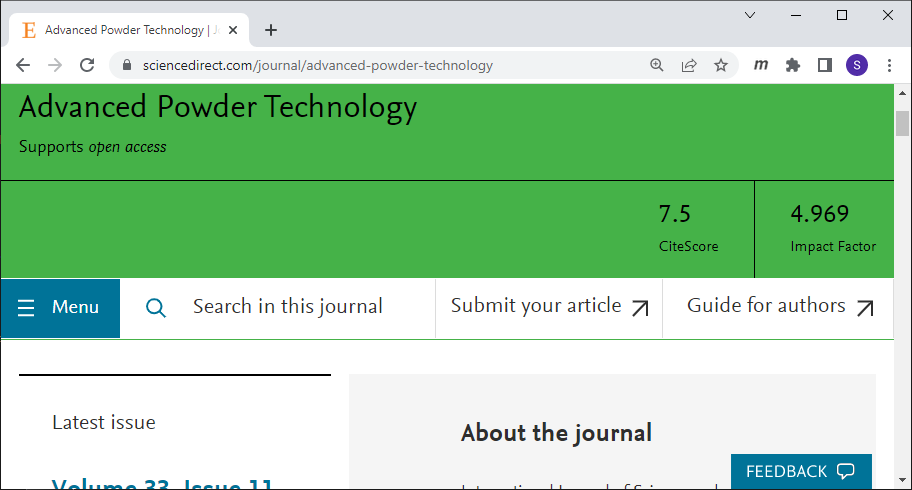 Advanced Powder Technology |
sciencedirect.com/journal/advanced-powder-technology
m
S
Advanced Powder Technology
Supports open access
7.5
4.969
CiteScore
Impact Factor
Menu
Search in this journal
Submit your article
Guide for authors
Latest issue
About the journal
Volume 33, Issue 11
FEEDBACK